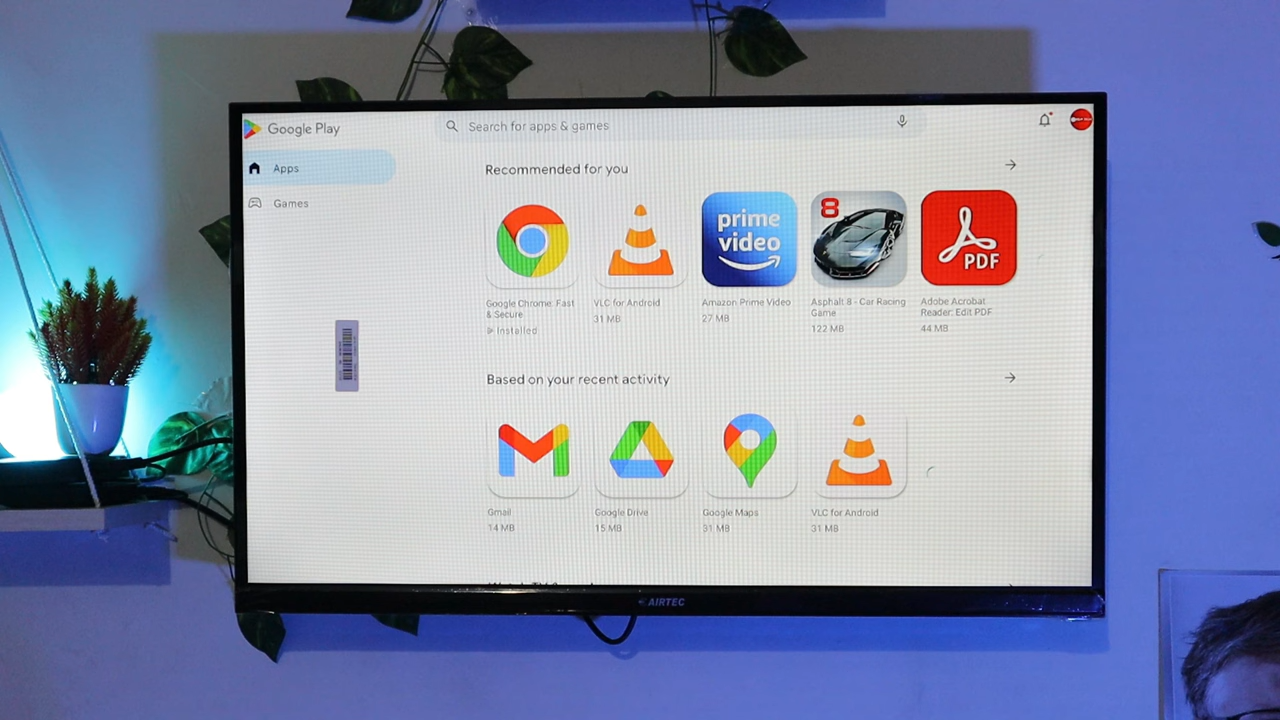 Google Play
Search for apps & games
Apps
Games
Recommended for you
prime
video
8
PDF
Google Chrome: Fast
& Secure
Installed
VLC for Android
31 MB
Amazon Prime Video
27 MB
Asphalt 8 - Car Racing
Game
122 MB
Adobe Acrobat
Reader: Edit PDF
44 MB
Based on your recent activity
Gmail
14 MB
Google Drive
15 MB
Google Maps
31 MB
VLC for Android
31 MB
AIRTEC